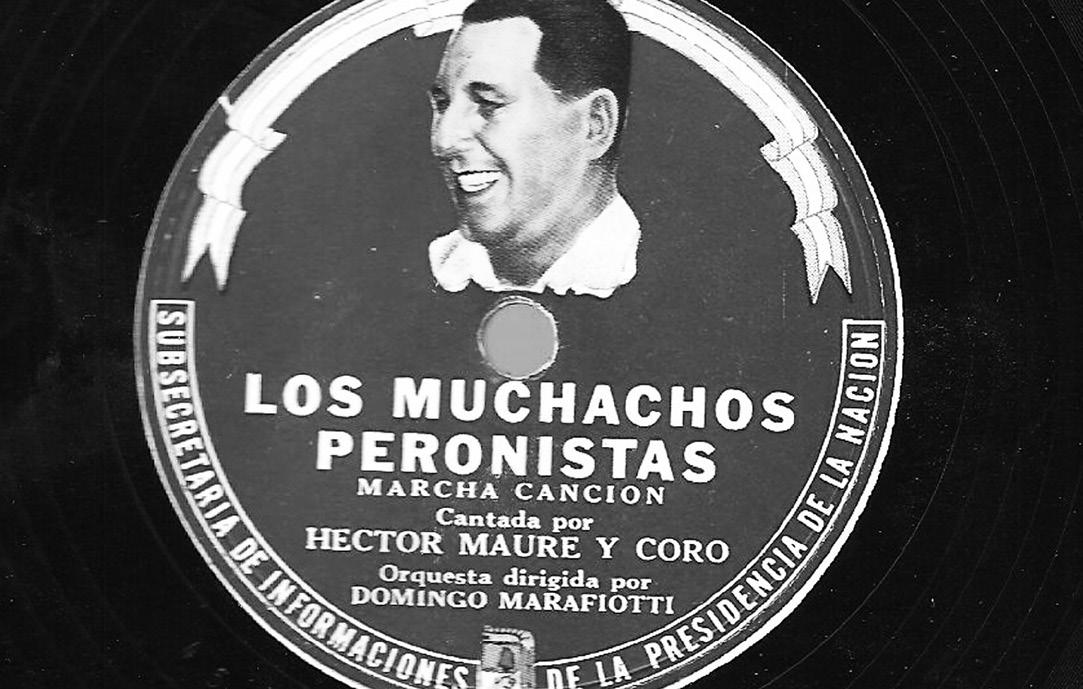 LOS MUCHACHOS
PERONISTAS
MARCHA CANCION
Cantada por
HECTOR MAURE Y CORO
Orquesta dirigida por
DOMINGO MARAFIOTTI
SUBSECRETARIA DE INFORMACIONES DE LA PRESIDENCIA DE LA NACION